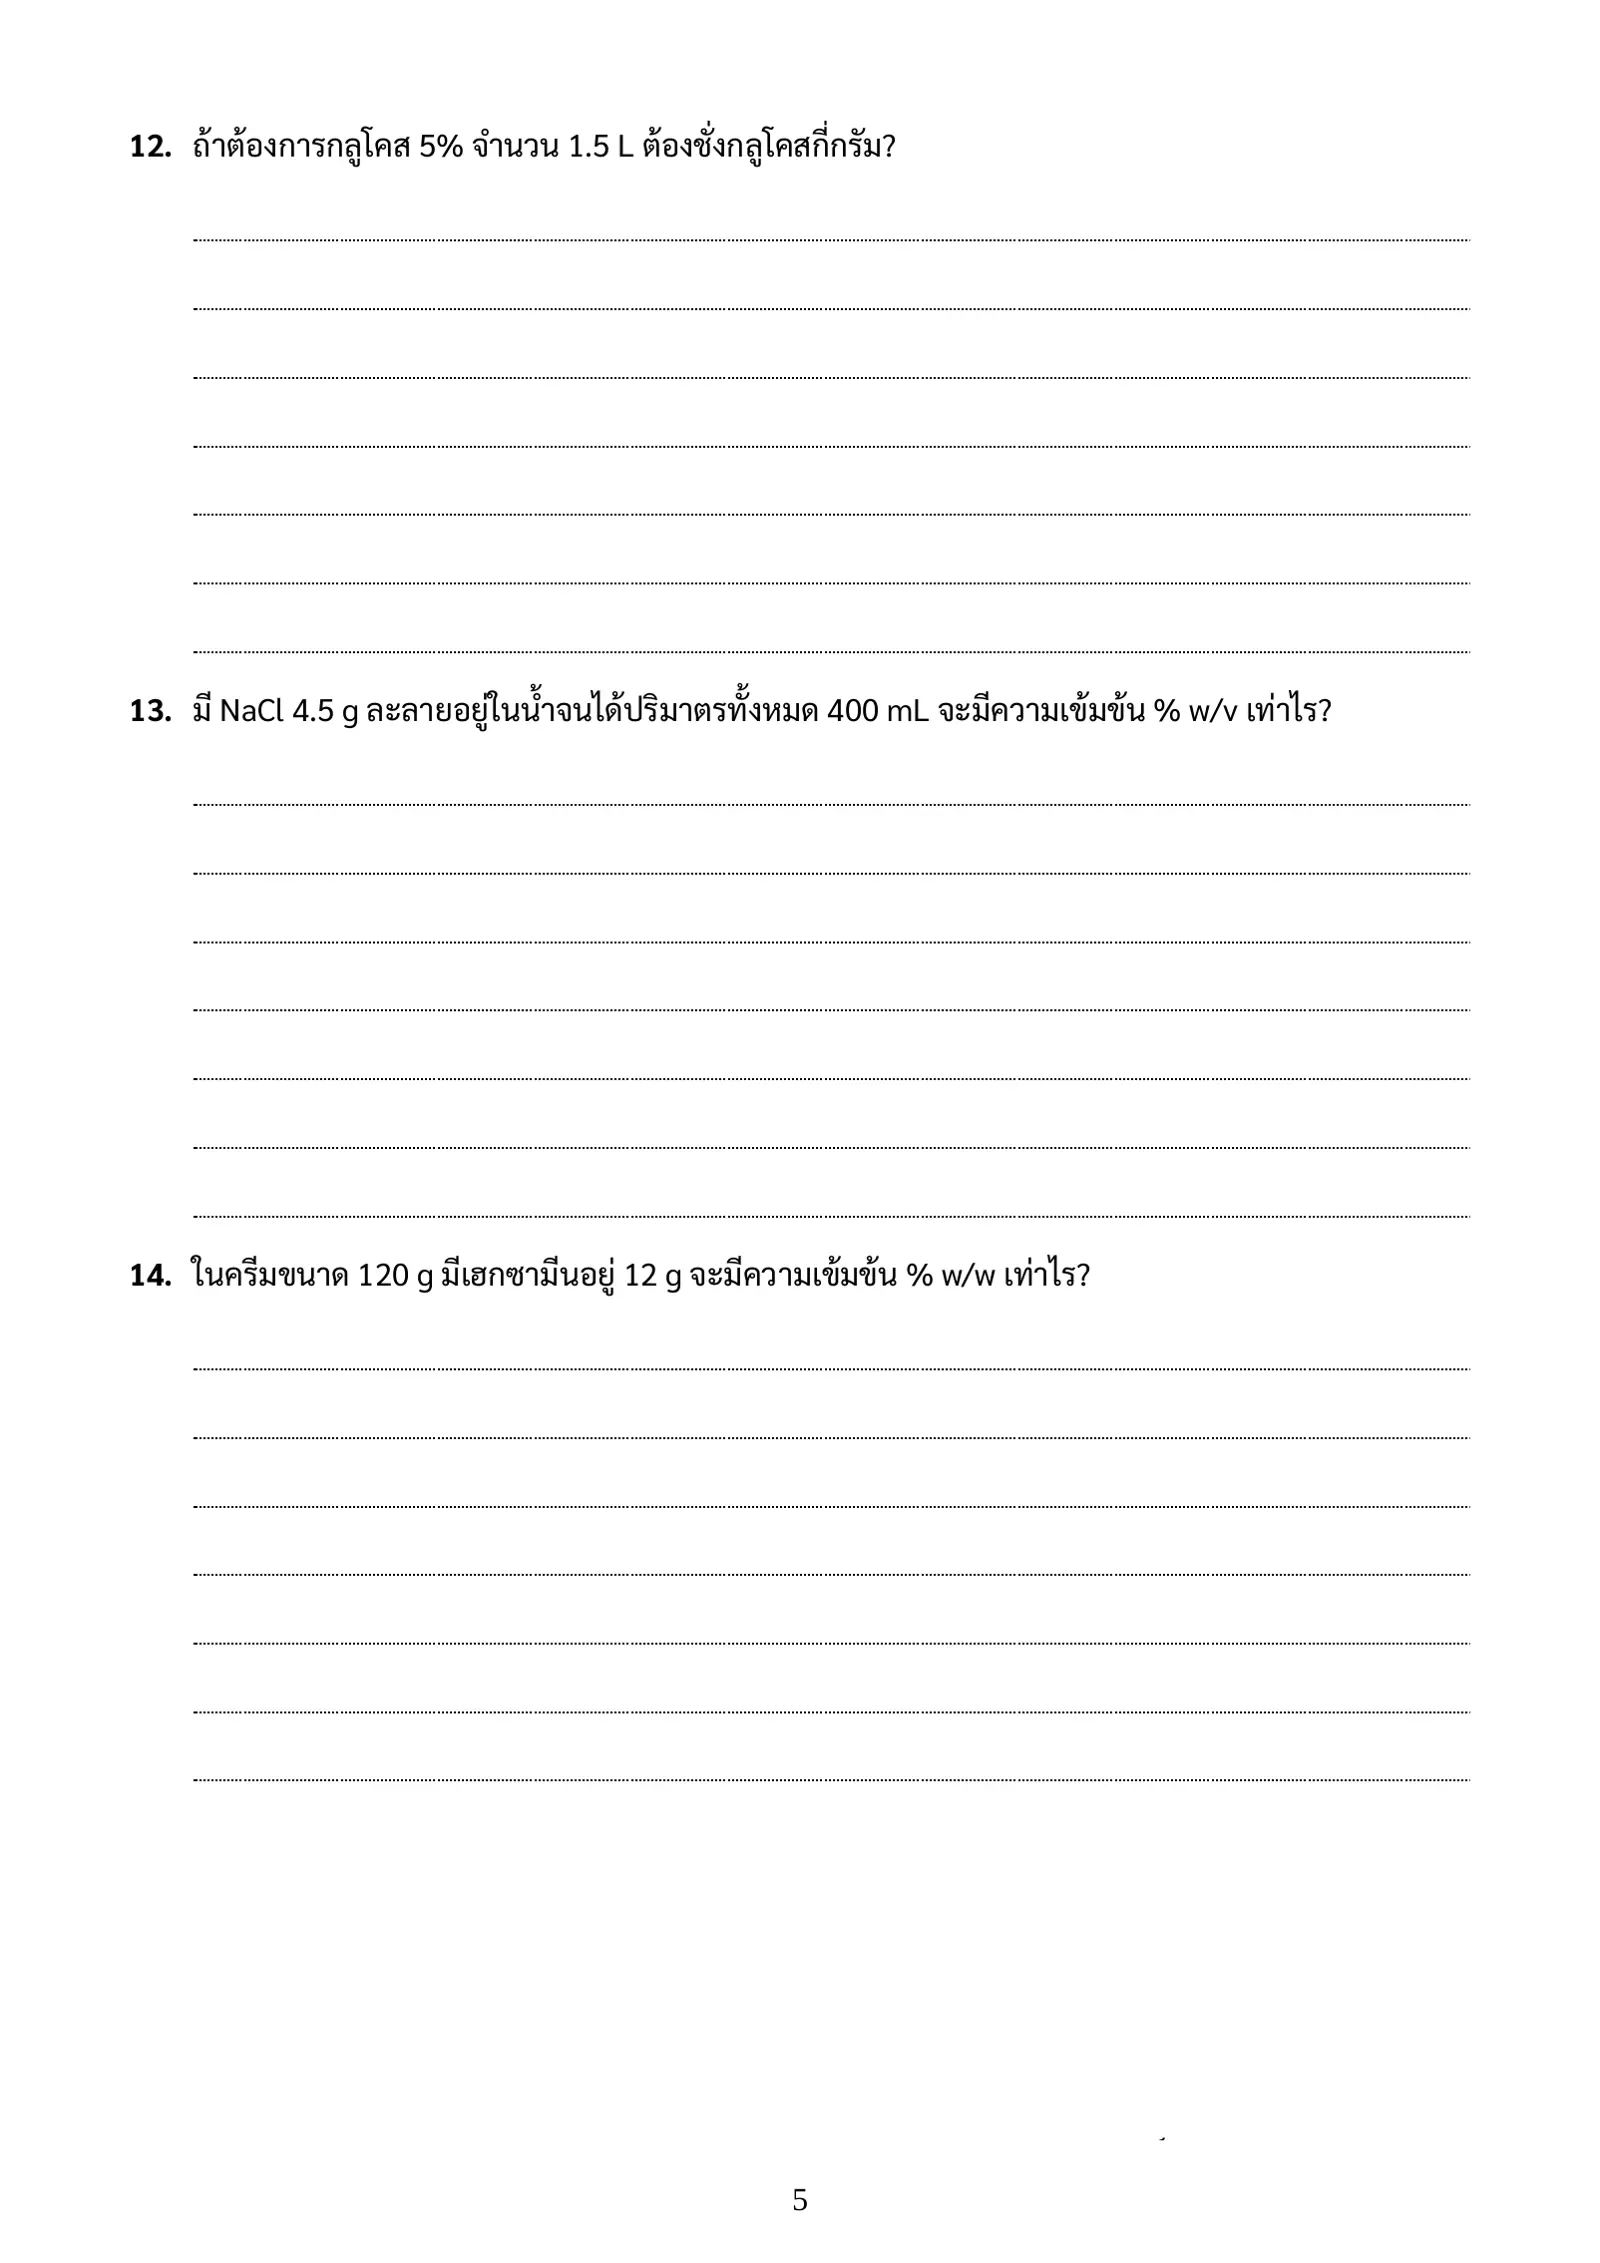 12. ถ้าต้องการกลูโคส 5% จำนวน 1.5 L ต้องชั่งกลูโคสกี่กรัม?
13. มี NaCl 4.5 g ละลายอยู่ในน้ำจนได้ปริมาตรทั้งหมด 400 mL จะมีความเข้มข้น % w/v เท่าไร?
14. ในครีมขนาด 120 g มีเฮกซามีนอยู่ 12 g จะมีความเข้มข้น % w/w เท่าไร?
5